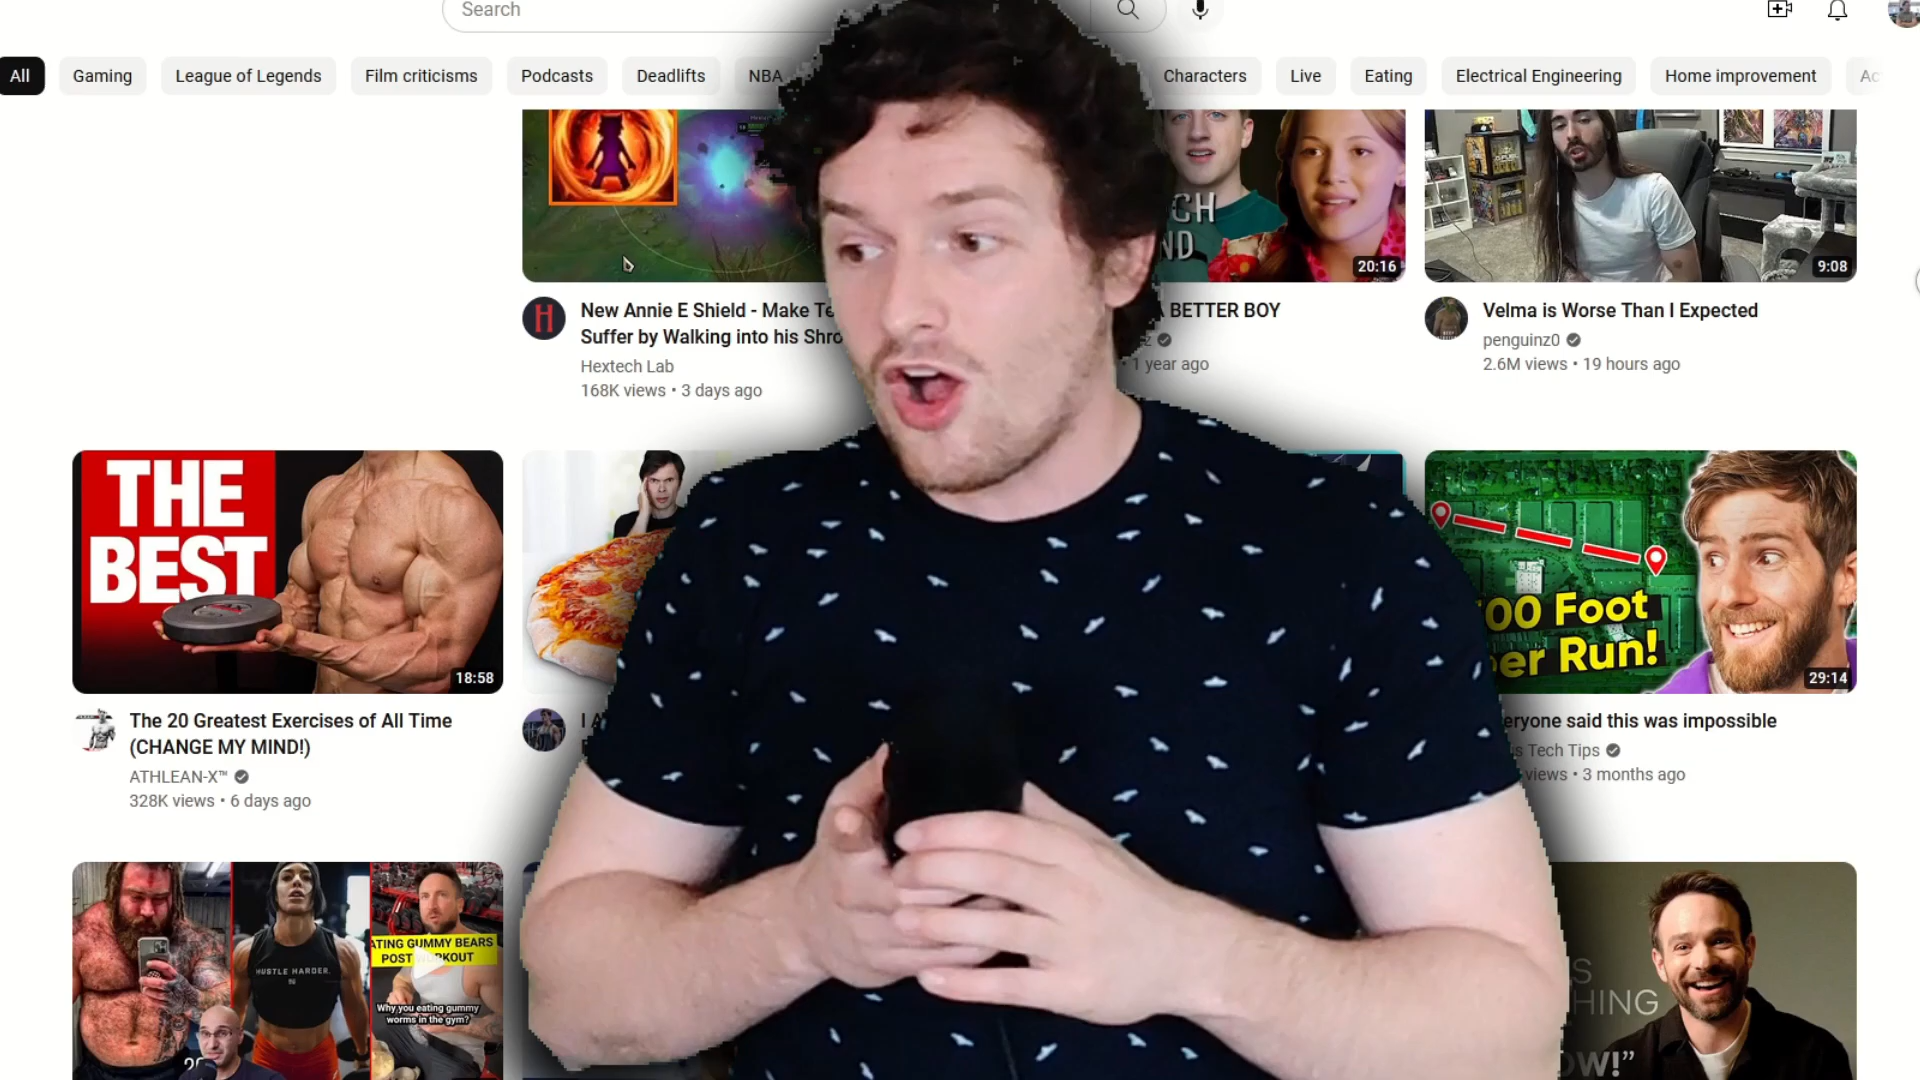 Search
All
Gaming
League of Legends
Film criticisms
Podcasts
Deadlifts
NBA
Characters
Live
Eating
Electrical Engineering
Home improvement
CH
ND
20:16
9:08
New Annie E Shield - Make Te
Suffer by Walking into his Shro
Hextech Lab
168K views • 3 days ago
A BETTER BOY
1 year ago
Velma is Worse Than I Expected
penguinz0
2.6M views • 19 hours ago
THE
BEST
18:58
00 Foot
er Run!
29:14
The 20 Greatest Exercises of All Time
(CHANGE MY MIND!)
ATHLEAN-X™
328K views • 6 days ago
I A
eryone said this was impossible
s Tech Tips
views • 3 months ago
HUSTLE HARDER.
ATING GUMMY BEARS
POST WORKOUT
Why you eating gummy
worms in the gym?
S
HING
OW!”